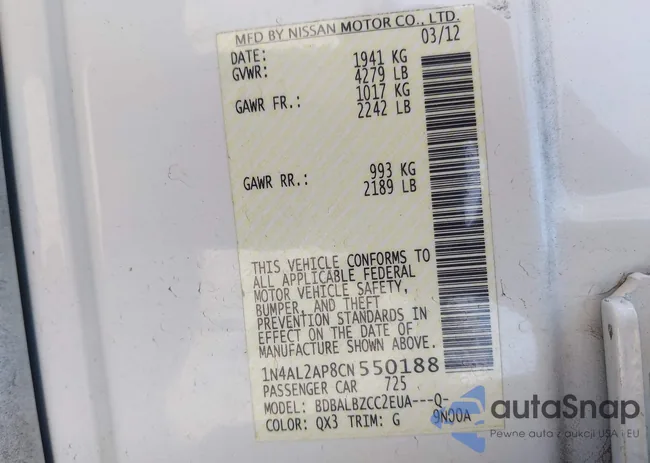 MFD BY NISSAN MOTOR CO., LTD.
DATE: 03/12
GVWR: 1941 KG
4279 LB
GAWR FR.: 1017 KG
2242 LB
GAWR RR.: 993 KG
2189 LB
THIS VEHICLE CONFORMS TO
ALL APPLICABLE FEDERAL
MOTOR VEHICLE SAFETY,
BUMPER, AND THEFT
PREVENTION STANDARDS IN
EFFECT ON THE DATE OF
MANUFACTURE SHOWN ABOVE.
1N4AL2AP8CN 550188
PASSENGER CAR 725
MODEL: BDBALBZCC2EUA---Q-
COLOR: QX3 TRIM: G 9N00A
autoSnap
Pewne auta z aukcji USA i EU